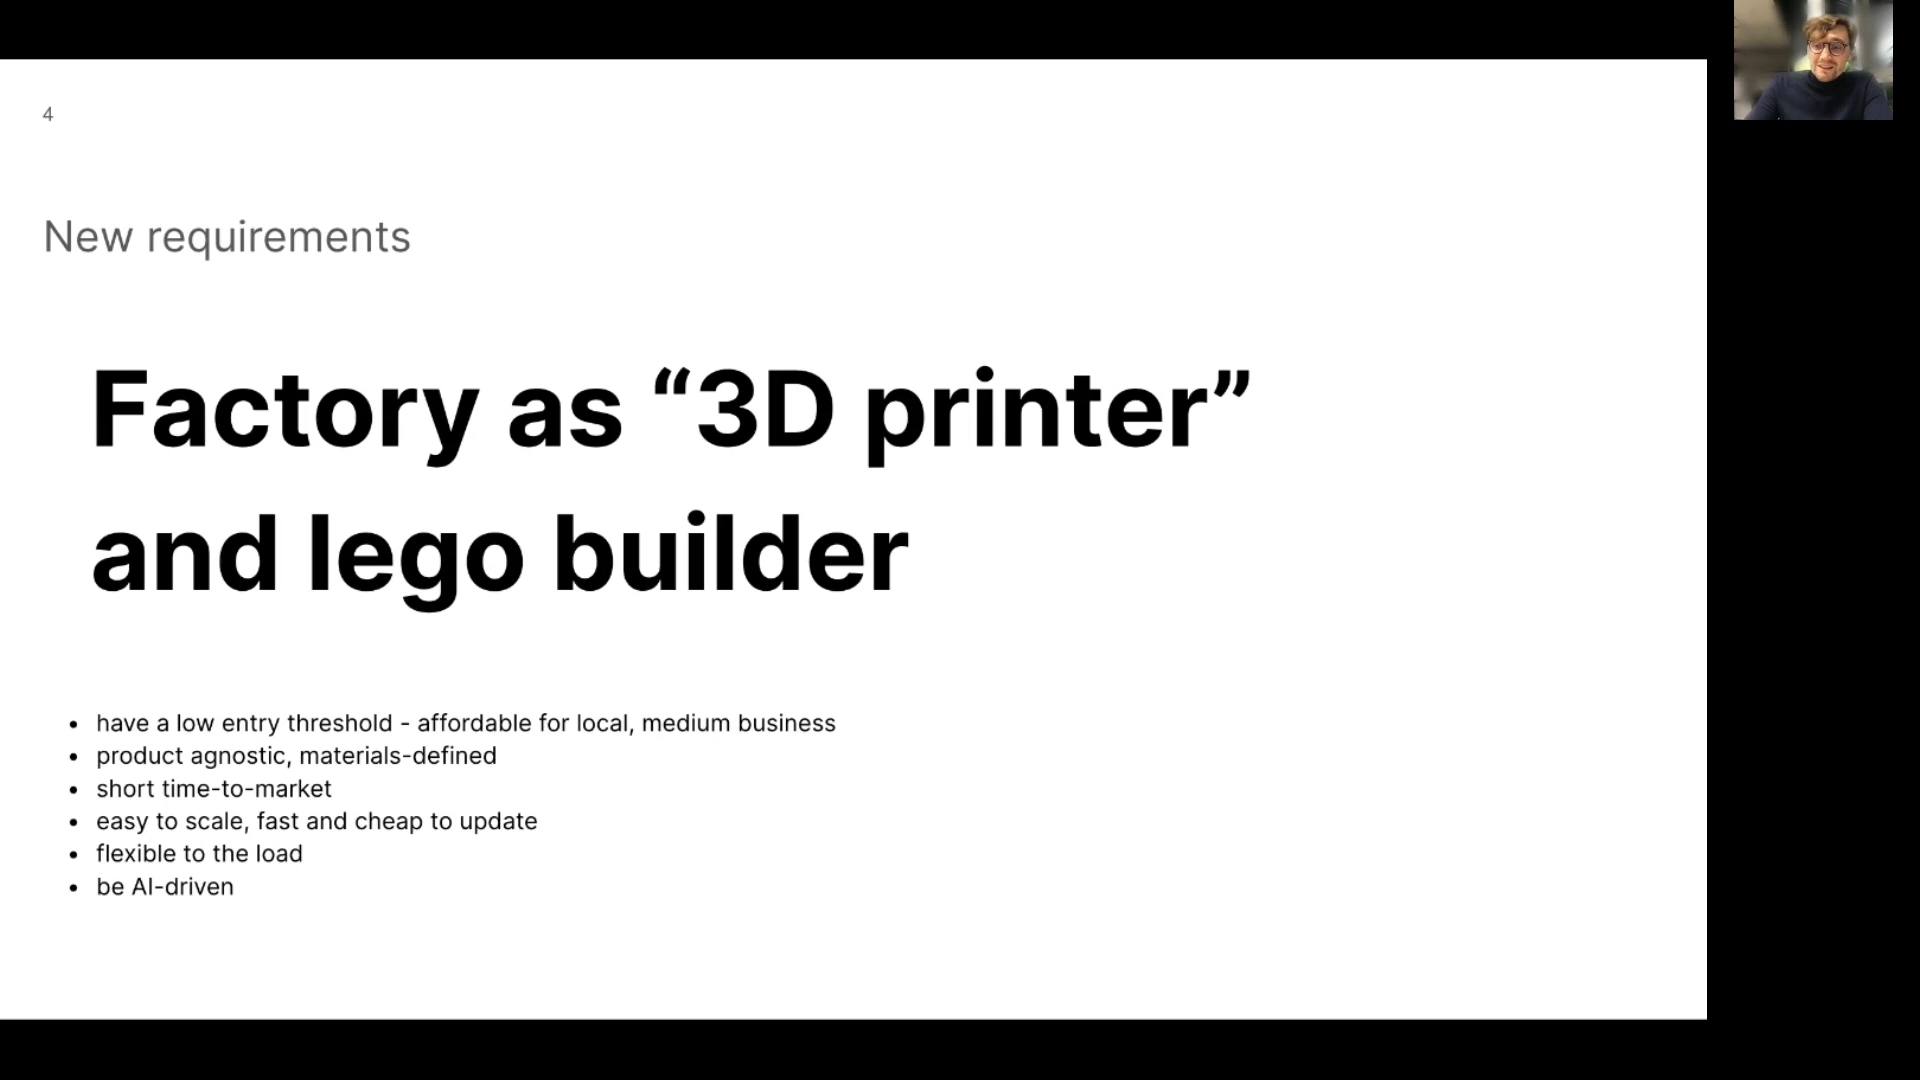 4
New requirements
Factory as “3D printer”
and lego builder
• have a low entry threshold - affordable for local, medium business
• product agnostic, materials-defined
• short time-to-market
• easy to scale, fast and cheap to update
• flexible to the load
• be AI-driven